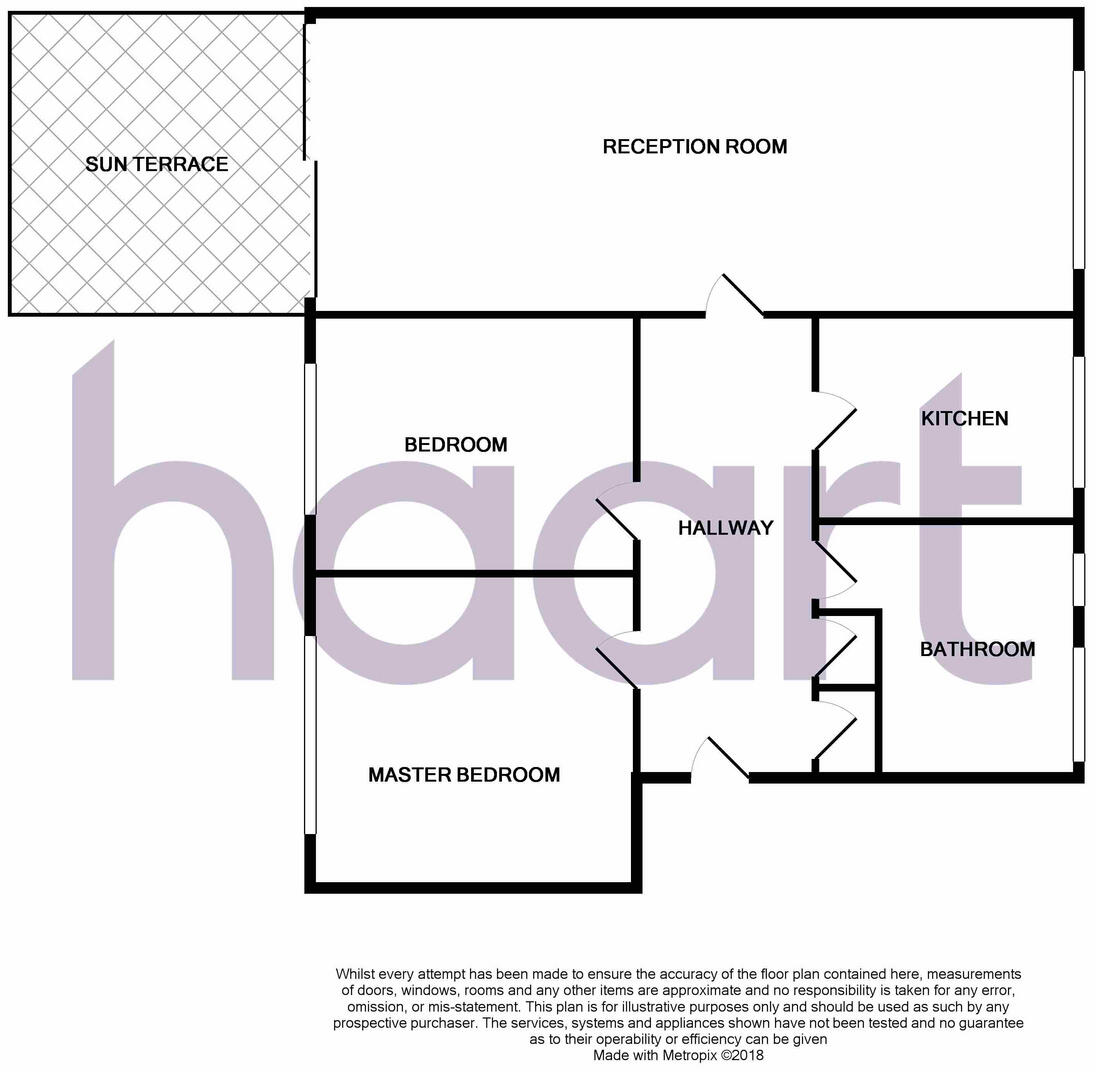 SUN TERRACE
RECEPTION ROOM
BEDROOM
KITCHEN
HALLWAY
BATHROOM
MASTER BEDROOM
haart
Whilst every attempt has been made to ensure the accuracy of the floor plan contained here, measurements
of doors, windows, rooms and any other items are approximate and no responsibility is taken for any error,
omission, or mis-statement. This plan is for illustrative purposes only and should be used as such by any
prospective purchaser. The services, systems and appliances shown have not been tested and no guarantee
as to their operability or efficiency can be given
Made with Metropix ©2018